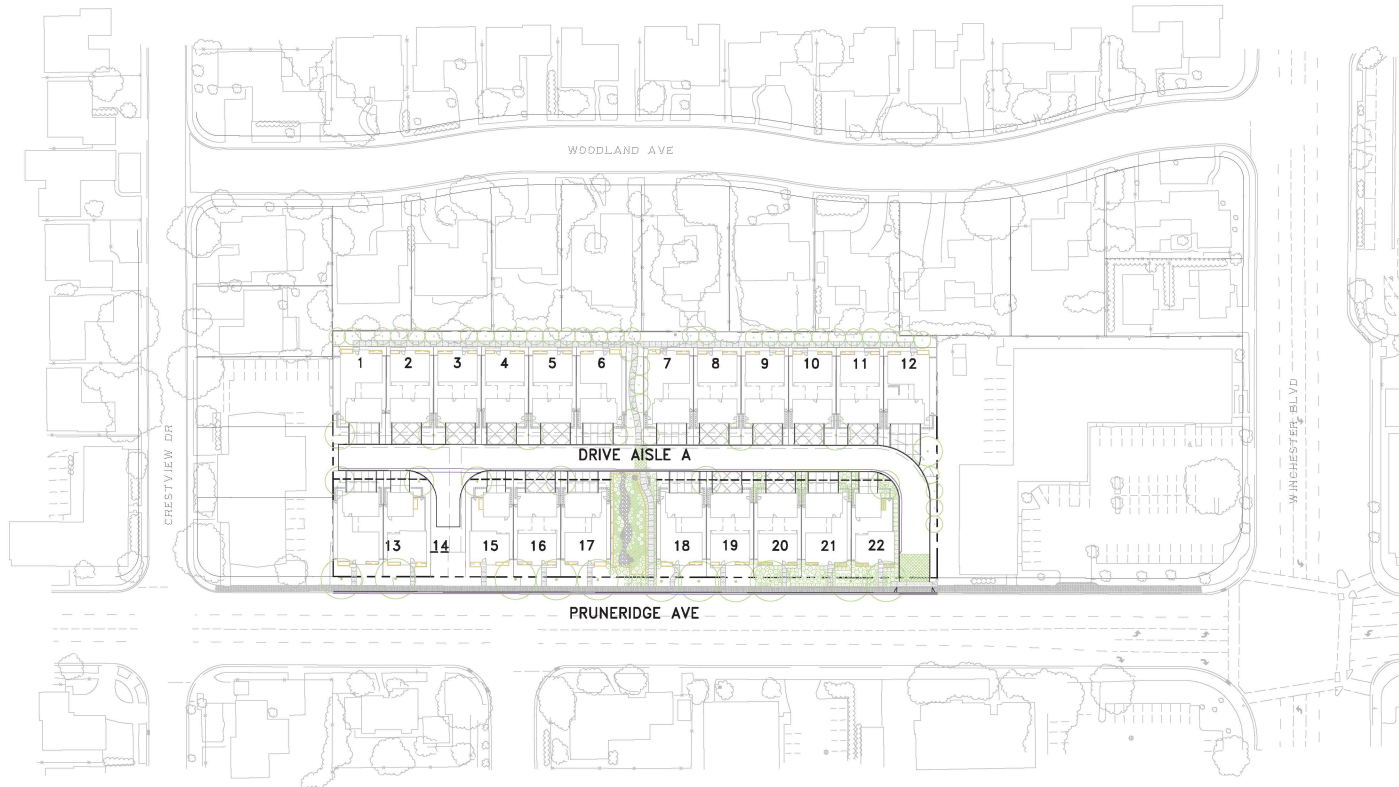 WOODLAND AVE
1 2 3 4 5 6 7 8 9 10 11 12
CRESTVIEW DR
WINCHESTER BLVD
DRIVE AISLE A
13 14 15 16 17 18 19 20 21 22
PRUNERIDGE AVE